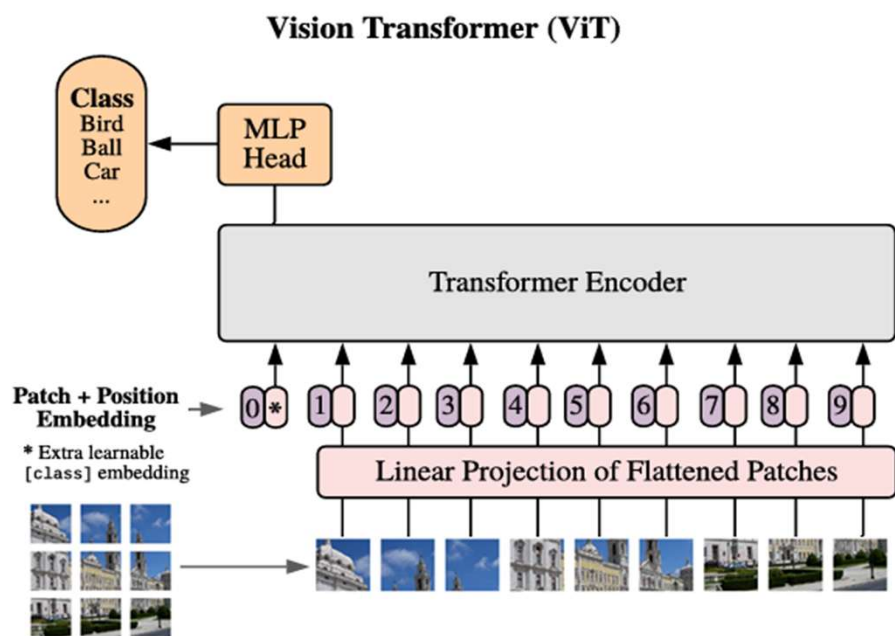 Vision Transformer (ViT)
Class
Bird
Ball
Car
...
MLP
Head
Transformer Encoder
Patch + Position
Embedding
0 * 1 2 3 4 5 6 7 8 9
* Extra learnable
[class] embedding
Linear Projection of Flattened Patches